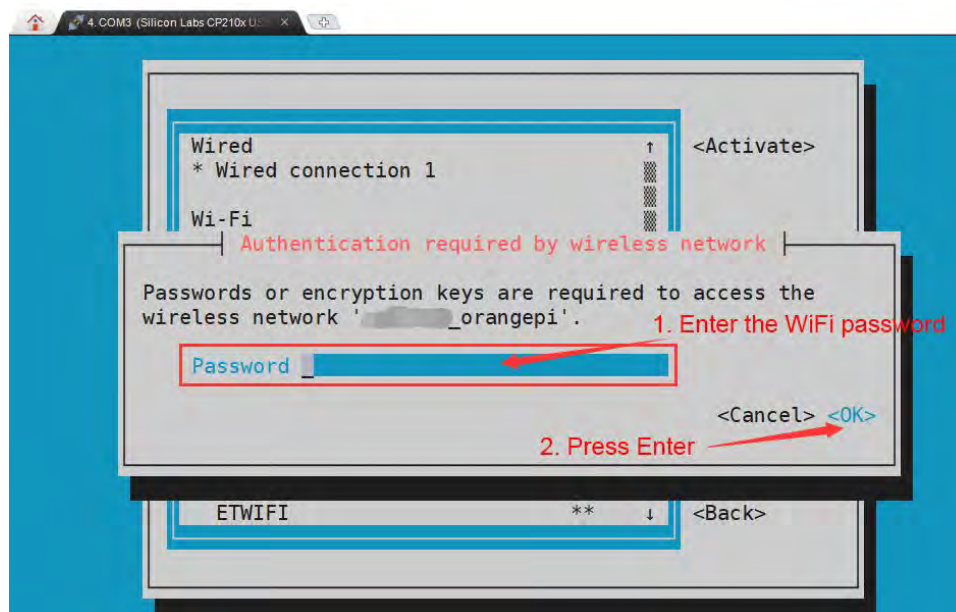 4. COM3 (Silicon Labs CP210x U
Wired
<Activate>
* Wired connection 1
Wi-Fi
Authentication required by wireless network
Passwords or encryption keys are required to access the
wireless network '_orangepi'.
1. Enter the WiFi password
Password _
<Cancel> <OK>
2. Press Enter
ETWIFI ** ↓ <Back>